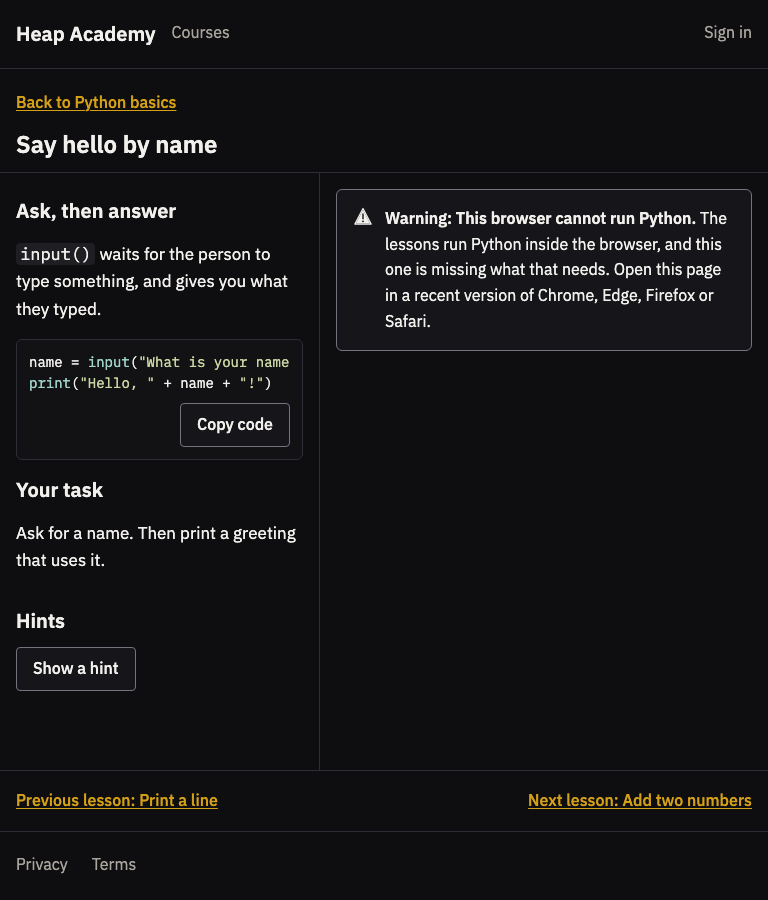 Heap Academy
Courses
Sign in
Back to Python basics
Say hello by name
Ask, then answer
input() waits for the person to
type something, and gives you what
they typed.
name = input("What is your name
print("Hello, " + name + "!")
Copy code
Your task
Ask for a name. Then print a greeting
that uses it.
Hints
Show a hint
Warning: This browser cannot run Python. The
lessons run Python inside the browser, and this
one is missing what that needs. Open this page
in a recent version of Chrome, Edge, Firefox or
Safari.
Previous lesson: Print a line
Next lesson: Add two numbers
Privacy
Terms